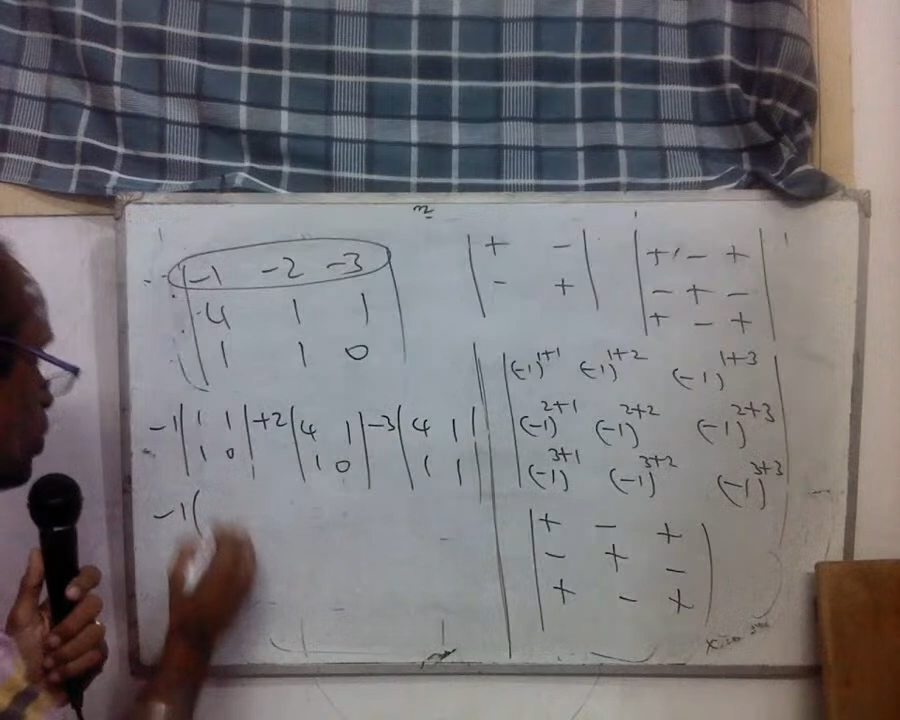 -1 -2 -3
4 1 1
1 1 0
-1 | 1 1 | +2 | 4 1 | -3 | 4 1 |
| 1 0 | | 1 0 | | 1 1 |
-1(
| + - |
| - + |
| + - + |
| - + - |
| + - + |
(-1)^{1+1} (-1)^{1+2} (-1)^{1+3}
(-1)^{2+1} (-1)^{2+2} (-1)^{2+3}
(-1)^{3+1} (-1)^{3+2} (-1)^{3+3}
| + - + |
| - + - |
| + - + |